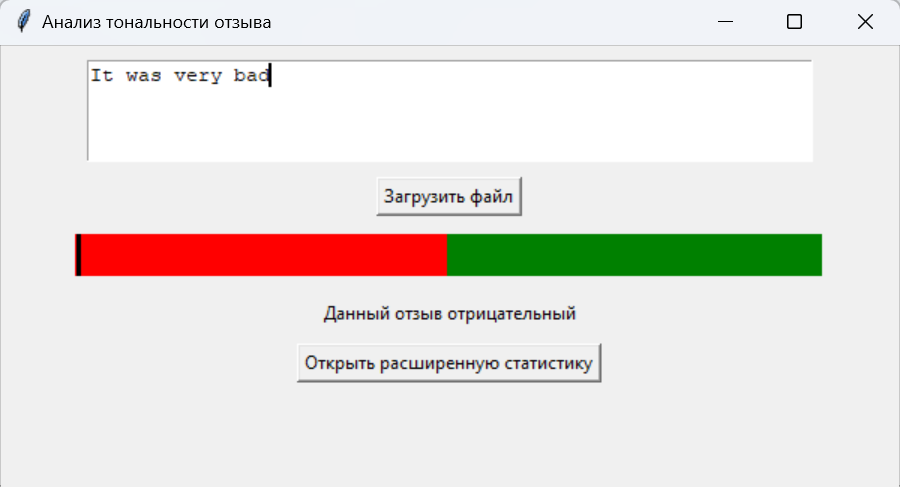 Анализ тональности отзыва
It was very bad
Загрузить файл
Данный отзыв отрицательный
Открыть расширенную статистику